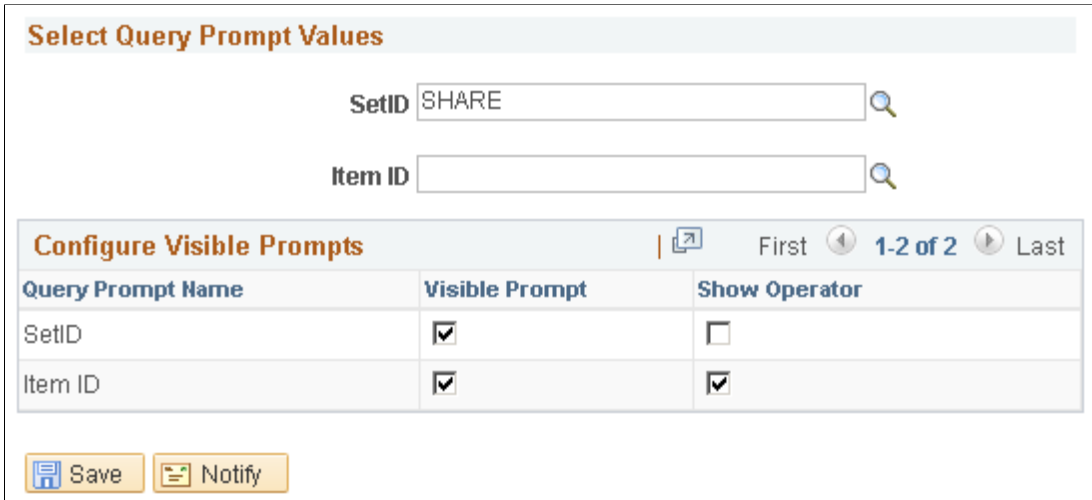 Select Query Prompt Values
SetID SHARE
Item ID
Configure Visible Prompts | First 1-2 of 2 Last
Query Prompt Name Visible Prompt Show Operator
SetID
Item ID
Save Notify